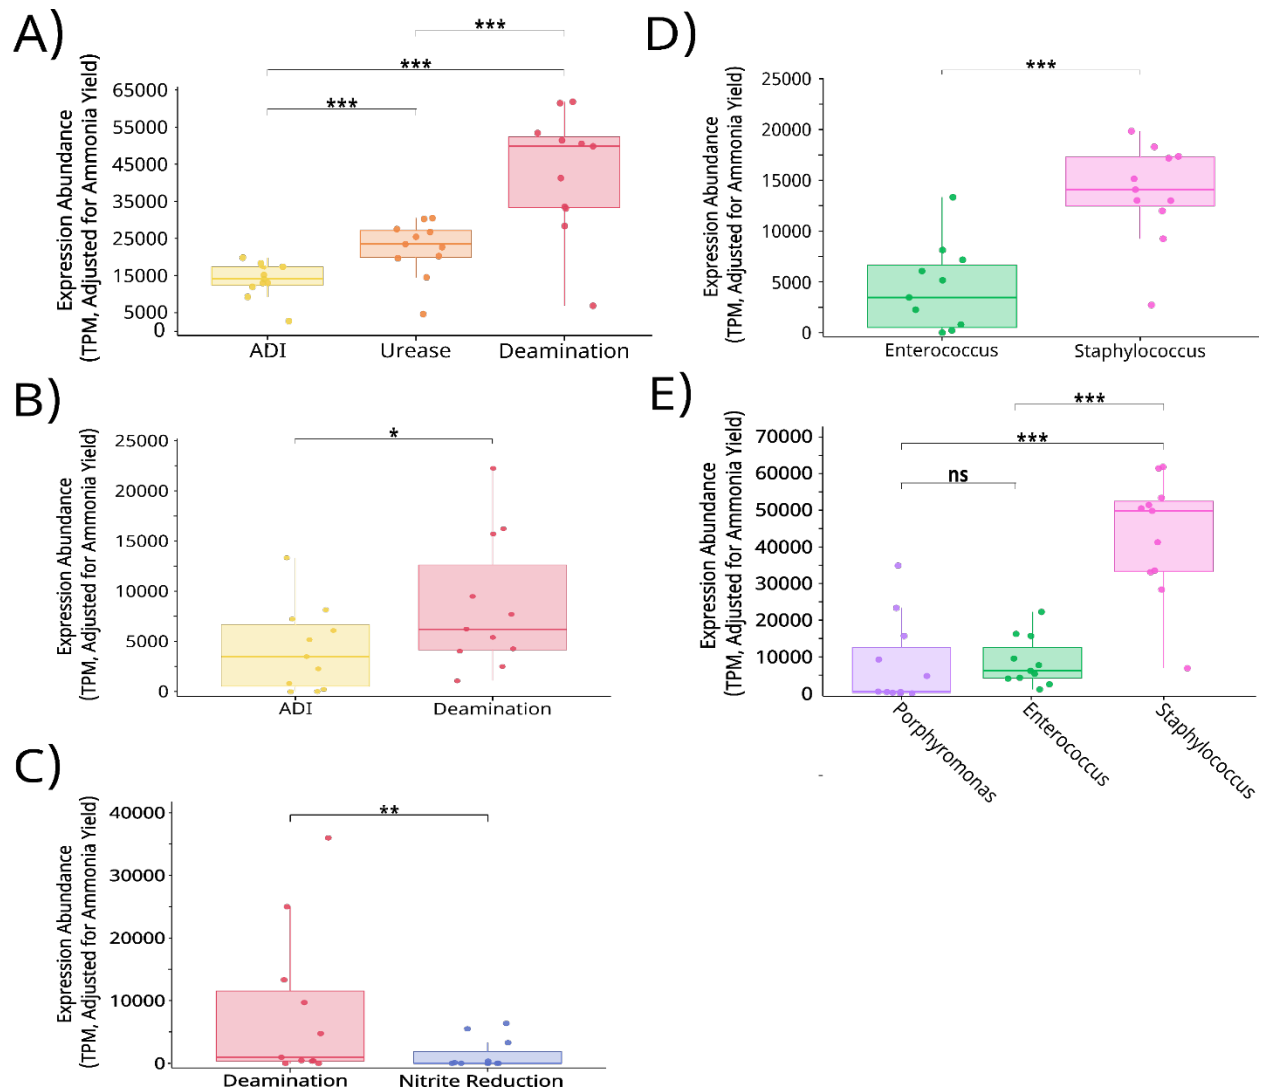 A)
Expression Abundance
(TPM, Adjusted for Ammonia Yield)
65000
55000
45000
35000
25000
15000
5000
0
***
***
***
ADI
Urease
Deamination
B)
Expression Abundance
(TPM, Adjusted for Ammonia Yield)
25000
20000
15000
10000
5000
0
*
ADI
Deamination
C)
Expression Abundance
(TPM, Adjusted for Ammonia Yield)
40000
30000
20000
10000
0
**
Deamination
Nitrite Reduction
D)
Expression Abundance
(TPM, Adjusted for Ammonia Yield)
25000
20000
15000
10000
5000
0
***
Enterococcus
Staphylococcus
E)
Expression Abundance
(TPM, Adjusted for Ammonia Yield)
70000
60000
50000
40000
30000
20000
10000
0
***
***
ns
Porphyromonas
Enterococcus
Staphylococcus